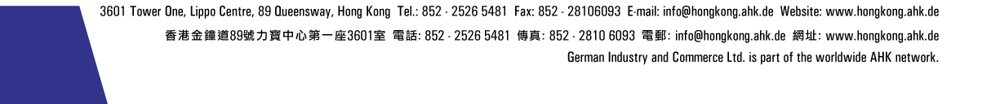 3601 Tower One, Lippo Centre, 89 Queensway, Hong Kong Tel.: 852 - 2526 5481 Fax: 852 - 28106093 E-mail: info@hongkong.ahk.de Website: www.hongkong.ahk.de
香港金鐘道89號力寶中心第一座3601室 電話: 852 - 2526 5481 傳真: 852 - 2810 6093 電郵: info@hongkong.ahk.de 網址: www.hongkong.ahk.de
German Industry and Commerce Ltd. is part of the worldwide AHK network.